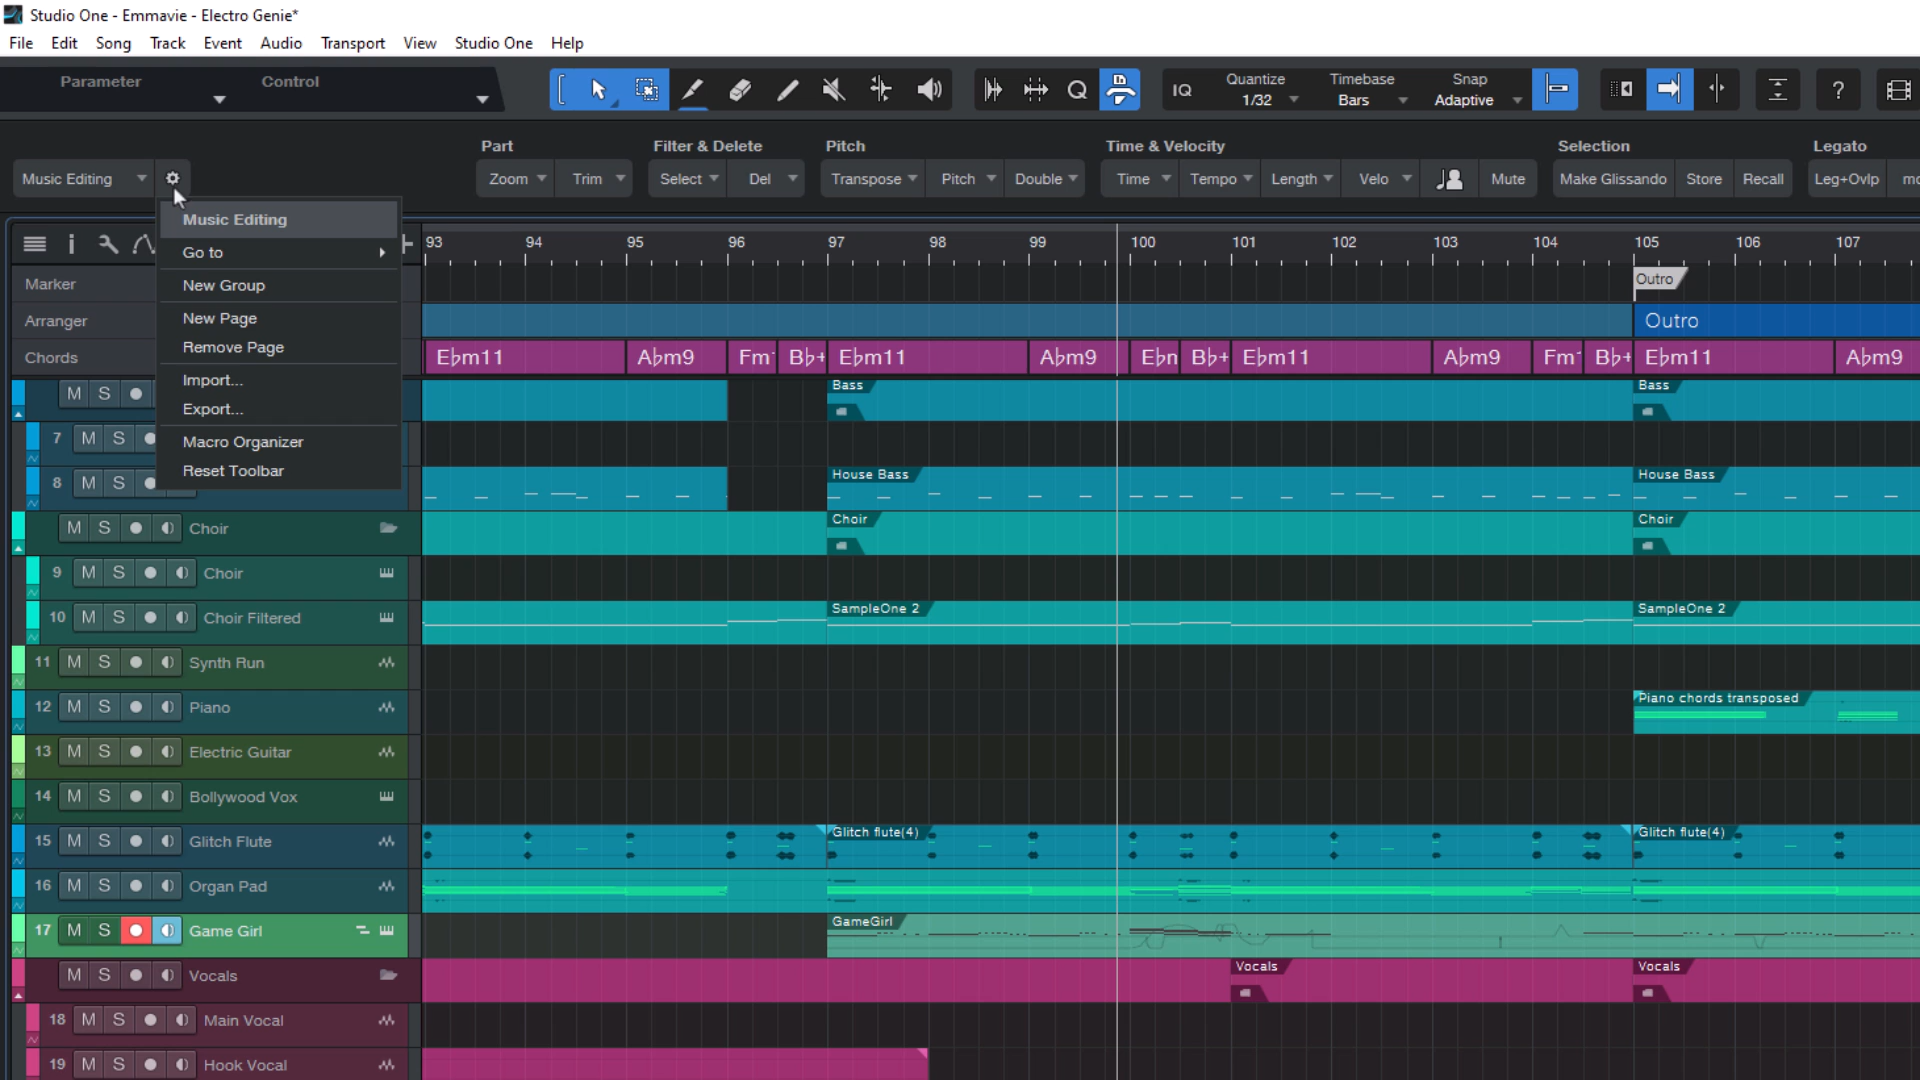 Studio One - Emmavie - Electro Genie*
File Edit Song Track Event Audio Transport View Studio One Help
Parameter Control
IQ Quantize 1/32 Timebase Bars Snap Adaptive ?
Part Filter & Delete Pitch Time & Velocity Selection Legato
Music Editing Zoom Trim Select Del Transpose Pitch Double Time Tempo Length Velo Mute Make Glissando Store Recall Leg+Ovlp
Music Editing
Go to
New Group
New Page
Remove Page
Import...
Export...
Macro Organizer
Reset Toolbar
93 94 95 96 97 98 99 100 101 102 103 104 105 106 107
Marker Outro
Arranger Outro
Chords E♭m11 A♭m9 Fm B♭+ E♭m11 A♭m9 B♭+ E♭m11 A♭m9 Fm B♭+ E♭m11 A♭m9
M S Bass Bass
7 M S
8 M S House Bass House Bass
M S Choir Choir Choir
9 M S Choir
10 M S Choir Filtered SampleOne 2 SampleOne 2
11 M S Synth Run
12 M S Piano Piano chords transposed
13 M S Electric Guitar
14 M S Bollywood Vox
15 M S Glitch Flute Glitch flute(4) Glitch flute(4)
16 M S Organ Pad
17 M S Game Girl GameGirl
M S Vocals Vocals Vocals
18 M S Main Vocal
19 M S Hook Vocal